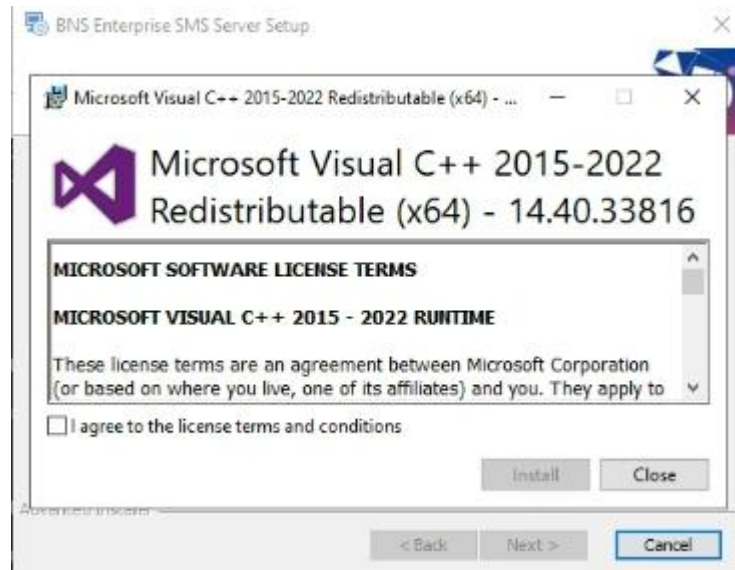 BNS Enterprise SMS Server Setup
Microsoft Visual C++ 2015-2022 Redistributable (x64) - ...
Microsoft Visual C++ 2015-2022
Redistributable (x64) - 14.40.33816
MICROSOFT SOFTWARE LICENSE TERMS
MICROSOFT VISUAL C++ 2015 - 2022 RUNTIME
These license terms are an agreement between Microsoft Corporation
(or based on where you live, one of its affiliates) and you. They apply to
I agree to the license terms and conditions
Install Close
Advanced Installer
< Back Next > Cancel